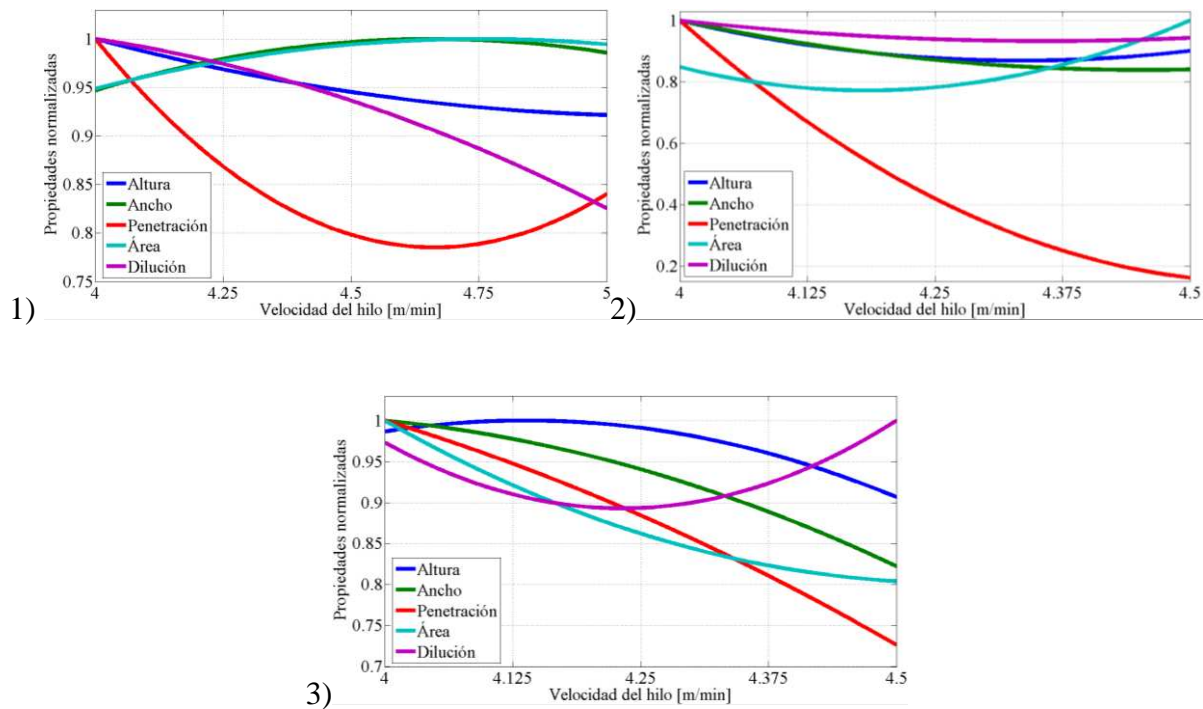 Propiedades normalizadas
1
0.95
0.9
0.85
0.8
0.75
Altura
Ancho
Penetración
Área
Dilución
4
4.25
4.5
4.75
5
Velocidad del hilo [m/min]
1)
Propiedades normalizadas
1
0.8
0.6
0.4
0.2
Altura
Ancho
Penetración
Área
Dilución
4
4.125
4.25
4.375
4.5
Velocidad del hilo [m/min]
2)
Propiedades normalizadas
1
0.95
0.9
0.85
0.8
0.75
0.7
Altura
Ancho
Penetración
Área
Dilución
4
4.125
4.25
4.375
4.5
Velocidad del hilo [m/min]
3)